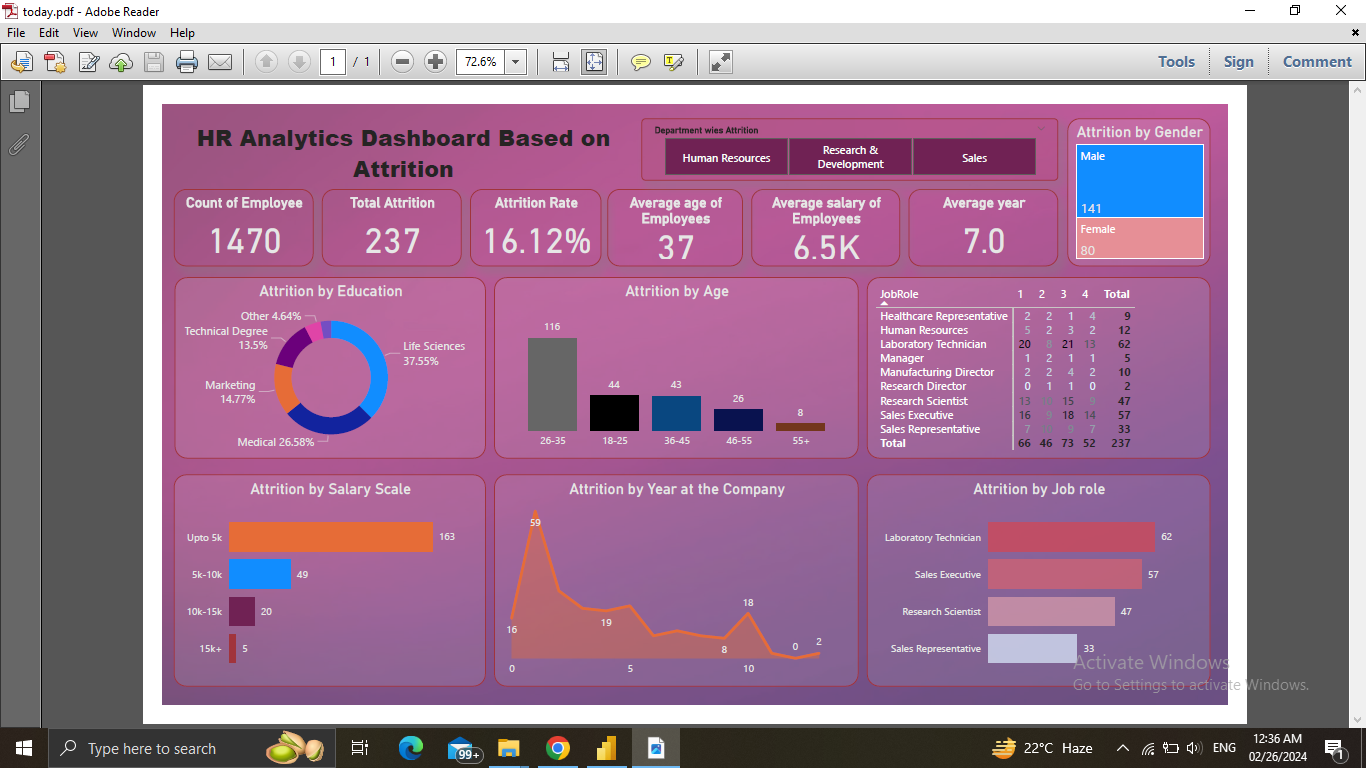 today.pdf - Adobe Reader
File Edit View Window Help
1 / 1 72.6% Tools Sign Comment
HR Analytics Dashboard Based on
Attrition
Department wies Attrition
Human Resources
Research &
Development
Sales
Attrition by Gender
Male
141
Female
80
Count of Employee
1470
Total Attrition
237
Attrition Rate
16.12%
Average age of
Employees
37
Average salary of
Employees
6.5K
Average year
7.0
Attrition by Education
Other 4.64%
Technical Degree
13.5%
Life Sciences
37.55%
Marketing
14.77%
Medical 26.58%
Attrition by Age
116
44
43
26
8
26-35 18-25 36-45 46-55 55+
JobRole 1 2 3 4 Total
Healthcare Representative 2 2 1 4 9
Human Resources 5 2 3 2 12
Laboratory Technician 20 8 21 13 62
Manager 1 2 1 1 5
Manufacturing Director 2 2 4 2 10
Research Director 0 1 1 0 2
Research Scientist 13 15 9 47
Sales Executive 16 9 18 14 57
Sales Representative 7 9 7 33
Total 66 46 73 52 237
Attrition by Salary Scale
Upto 5k 163
5k-10k 49
10k-15k 20
15k+ 5
Attrition by Year at the Company
59
16
19
18
8
0
2
0 5 10
Attrition by Job role
Laboratory Technician 62
Sales Executive 57
Research Scientist 47
Sales Representative 33
Activate Windows
Go to Settings to activate Windows.
Type here to search
99+
22°C Haze
ENG
12:36 AM
02/26/2024
1